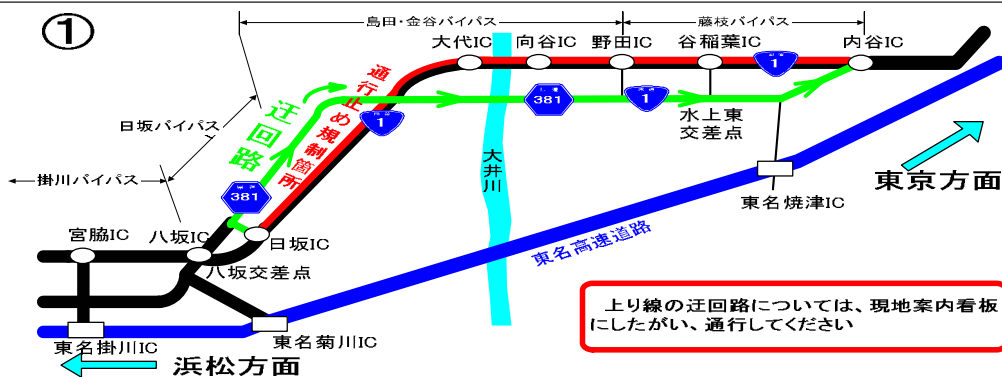 ①
島田・金谷バイパス
藤枝バイパス
大代IC
向谷IC
野田IC
谷稲葉IC
内谷IC
通行止め規制箇所
迂回路
日坂バイパス
掛川バイパス
1
381
1
1
水上東
交差点
大井川
東京方面
381
東名焼津IC
宮脇IC
八坂IC
日坂IC
八坂交差点
東名高速道路
上り線の迂回路については、現地案内看板
にしたがい、通行してください
東名掛川IC
東名菊川IC
浜松方面